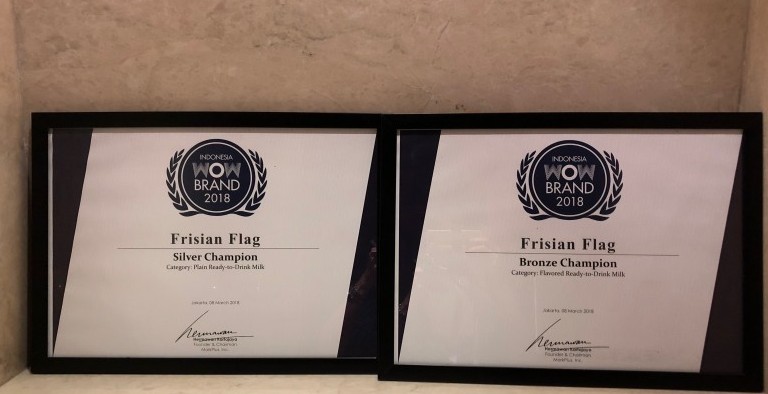 INDONESIA
WOW
BRAND
2018
Frisian Flag
Silver Champion
Category: Plain Ready-to-Drink Milk
Jakarta, 08 March 2018
Hermawan
Hermawan Kartajaya
Founder & Chairman
MarkPlus, Inc.
INDONESIA
WOW
BRAND
2018
Frisian Flag
Bronze Champion
Category: Flavored Ready-to-Drink Milk
Jakarta, 08 March 2018
Hermawan
Hermawan Kartajaya
Founder & Chairman
MarkPlus, Inc.